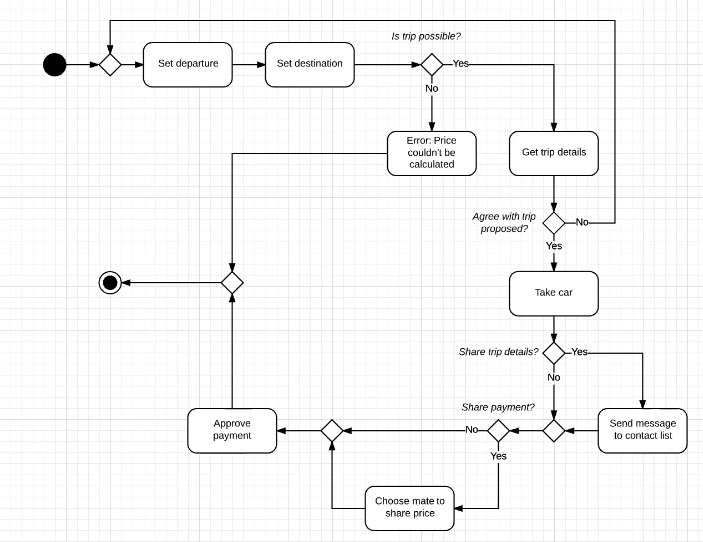 Is trip possible?
Set departure
Set destination
Yes
No
Error: Price
couldn't be
calculated
Get trip details
Agree with trip
proposed?
No
Yes
Take car
Share trip details?
Yes
No
Share payment?
Approve
payment
No
Send message
to contact list
Yes
Choose mate to
share price